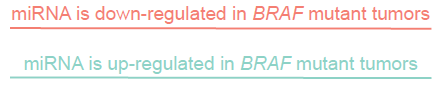 miRNA is down-regulated in BRAF mutant tumors
miRNA is up-regulated in BRAF mutant tumors